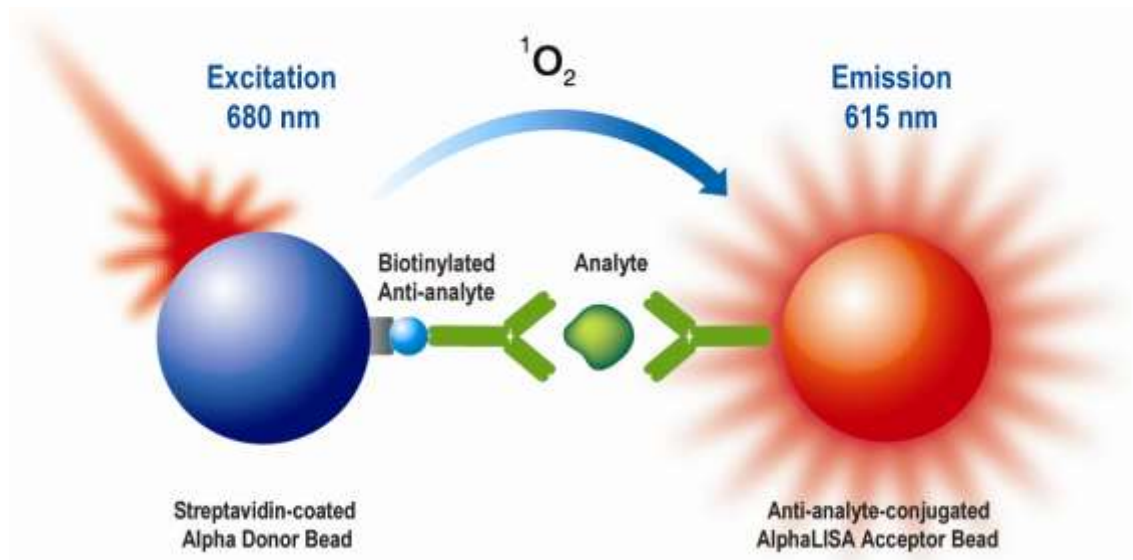 Excitation
680 nm
¹O₂
Emission
615 nm
Biotinylated
Anti-analyte
Analyte
Streptavidin-coated
Alpha Donor Bead
Anti-analyte-conjugated
AlphaLISA Acceptor Bead